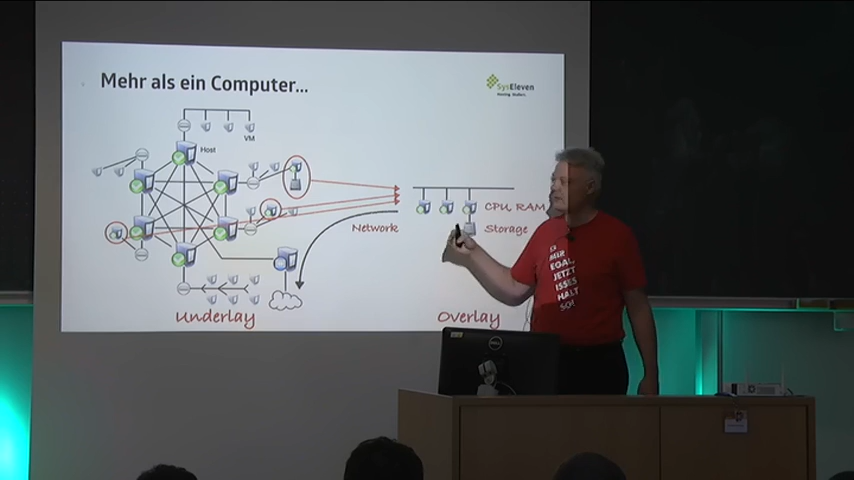 Mehr als ein Computer...
SysEleven
VM
Host
CPU, RAM
Network
Storage
Underlay
Overlay
MIR
EGAL,
JETZT
ISSES
HALT
SO!
DELL